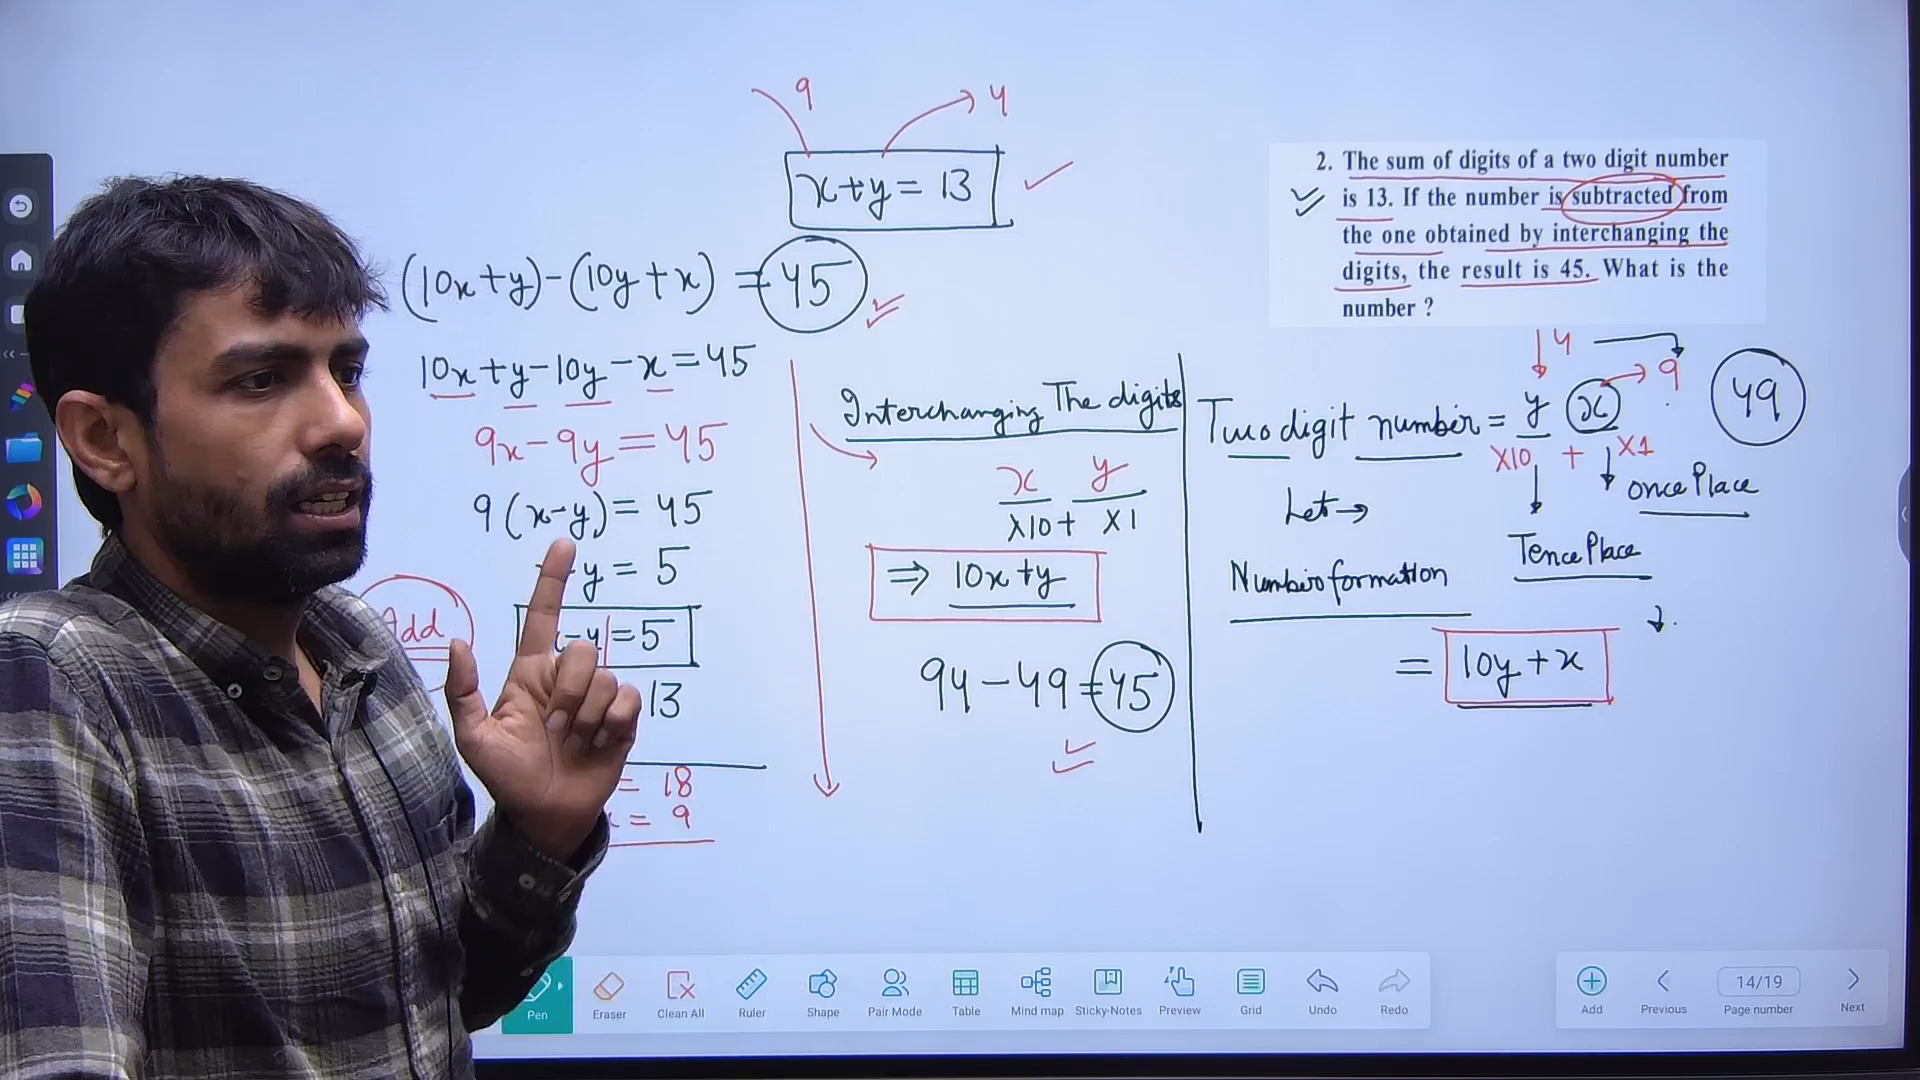 9
4
x+y = 13
2. The sum of digits of a two digit number
is 13. If the number is subtracted from
the one obtained by interchanging the
digits, the result is 45. What is the
number ?
(10x+y)-(10y+x) = 45
10x+y-10y-x=45
9x-9y=45
9(x-y)=45
-y = 5
x-y=5
Add
13
= 18
x = 9
Interchanging The digits
x y
X10+ X1
⇒ 10x+y
94-49=45
4
9
49
Two digit number = y x
X10 + X1
Let→
once Place
Tence Place
Number formation
= 10y+x
Pen
Eraser
Clean All
Ruler
Shape
Pair Mode
Table
Mind map
Sticky-Notes
Preview
Grid
Undo
Redo
Add
Previous
14/19
Page number
Next